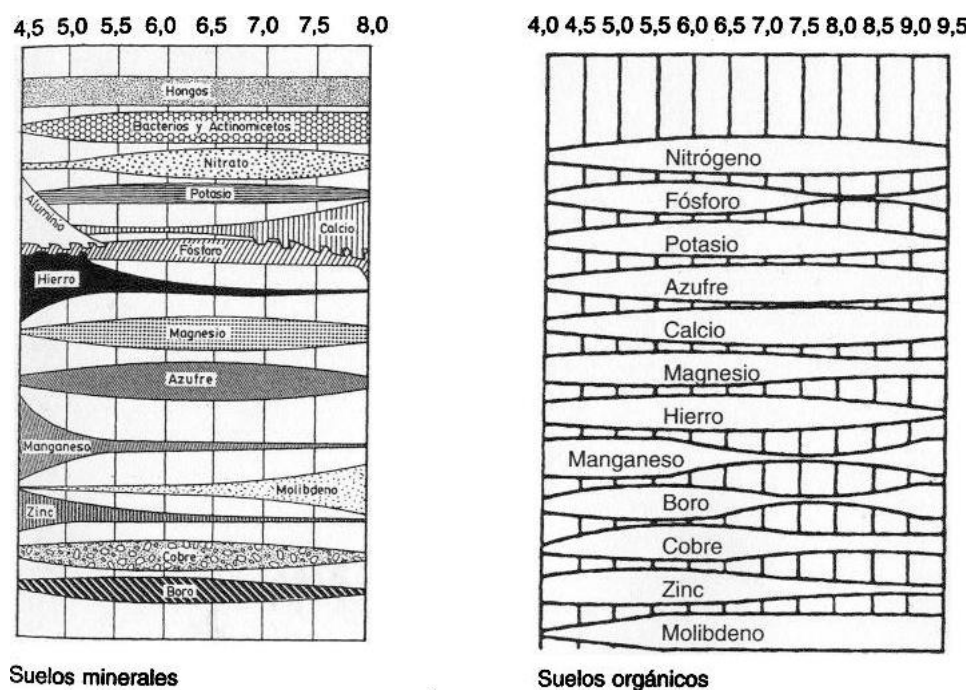 4,5 5,0 5,5 6,0 6,5 7,0 8,0
Hongos
Bacterios y Actinomicetos
Nitrato
Potasio
Aluminio
Calcio
Fósforo
Hierro
Magnesio
Azufre
Manganeso
Molibdeno
Zinc
Cobre
Boro
Suelos minerales
4,0 4,5 5,0 5,5 6,0 6,5 7,0 7,5 8,0 8,5 9,0 9,5
Nitrógeno
Fósforo
Potasio
Azufre
Calcio
Magnesio
Hierro
Manganeso
Boro
Cobre
Zinc
Molibdeno
Suelos orgánicos